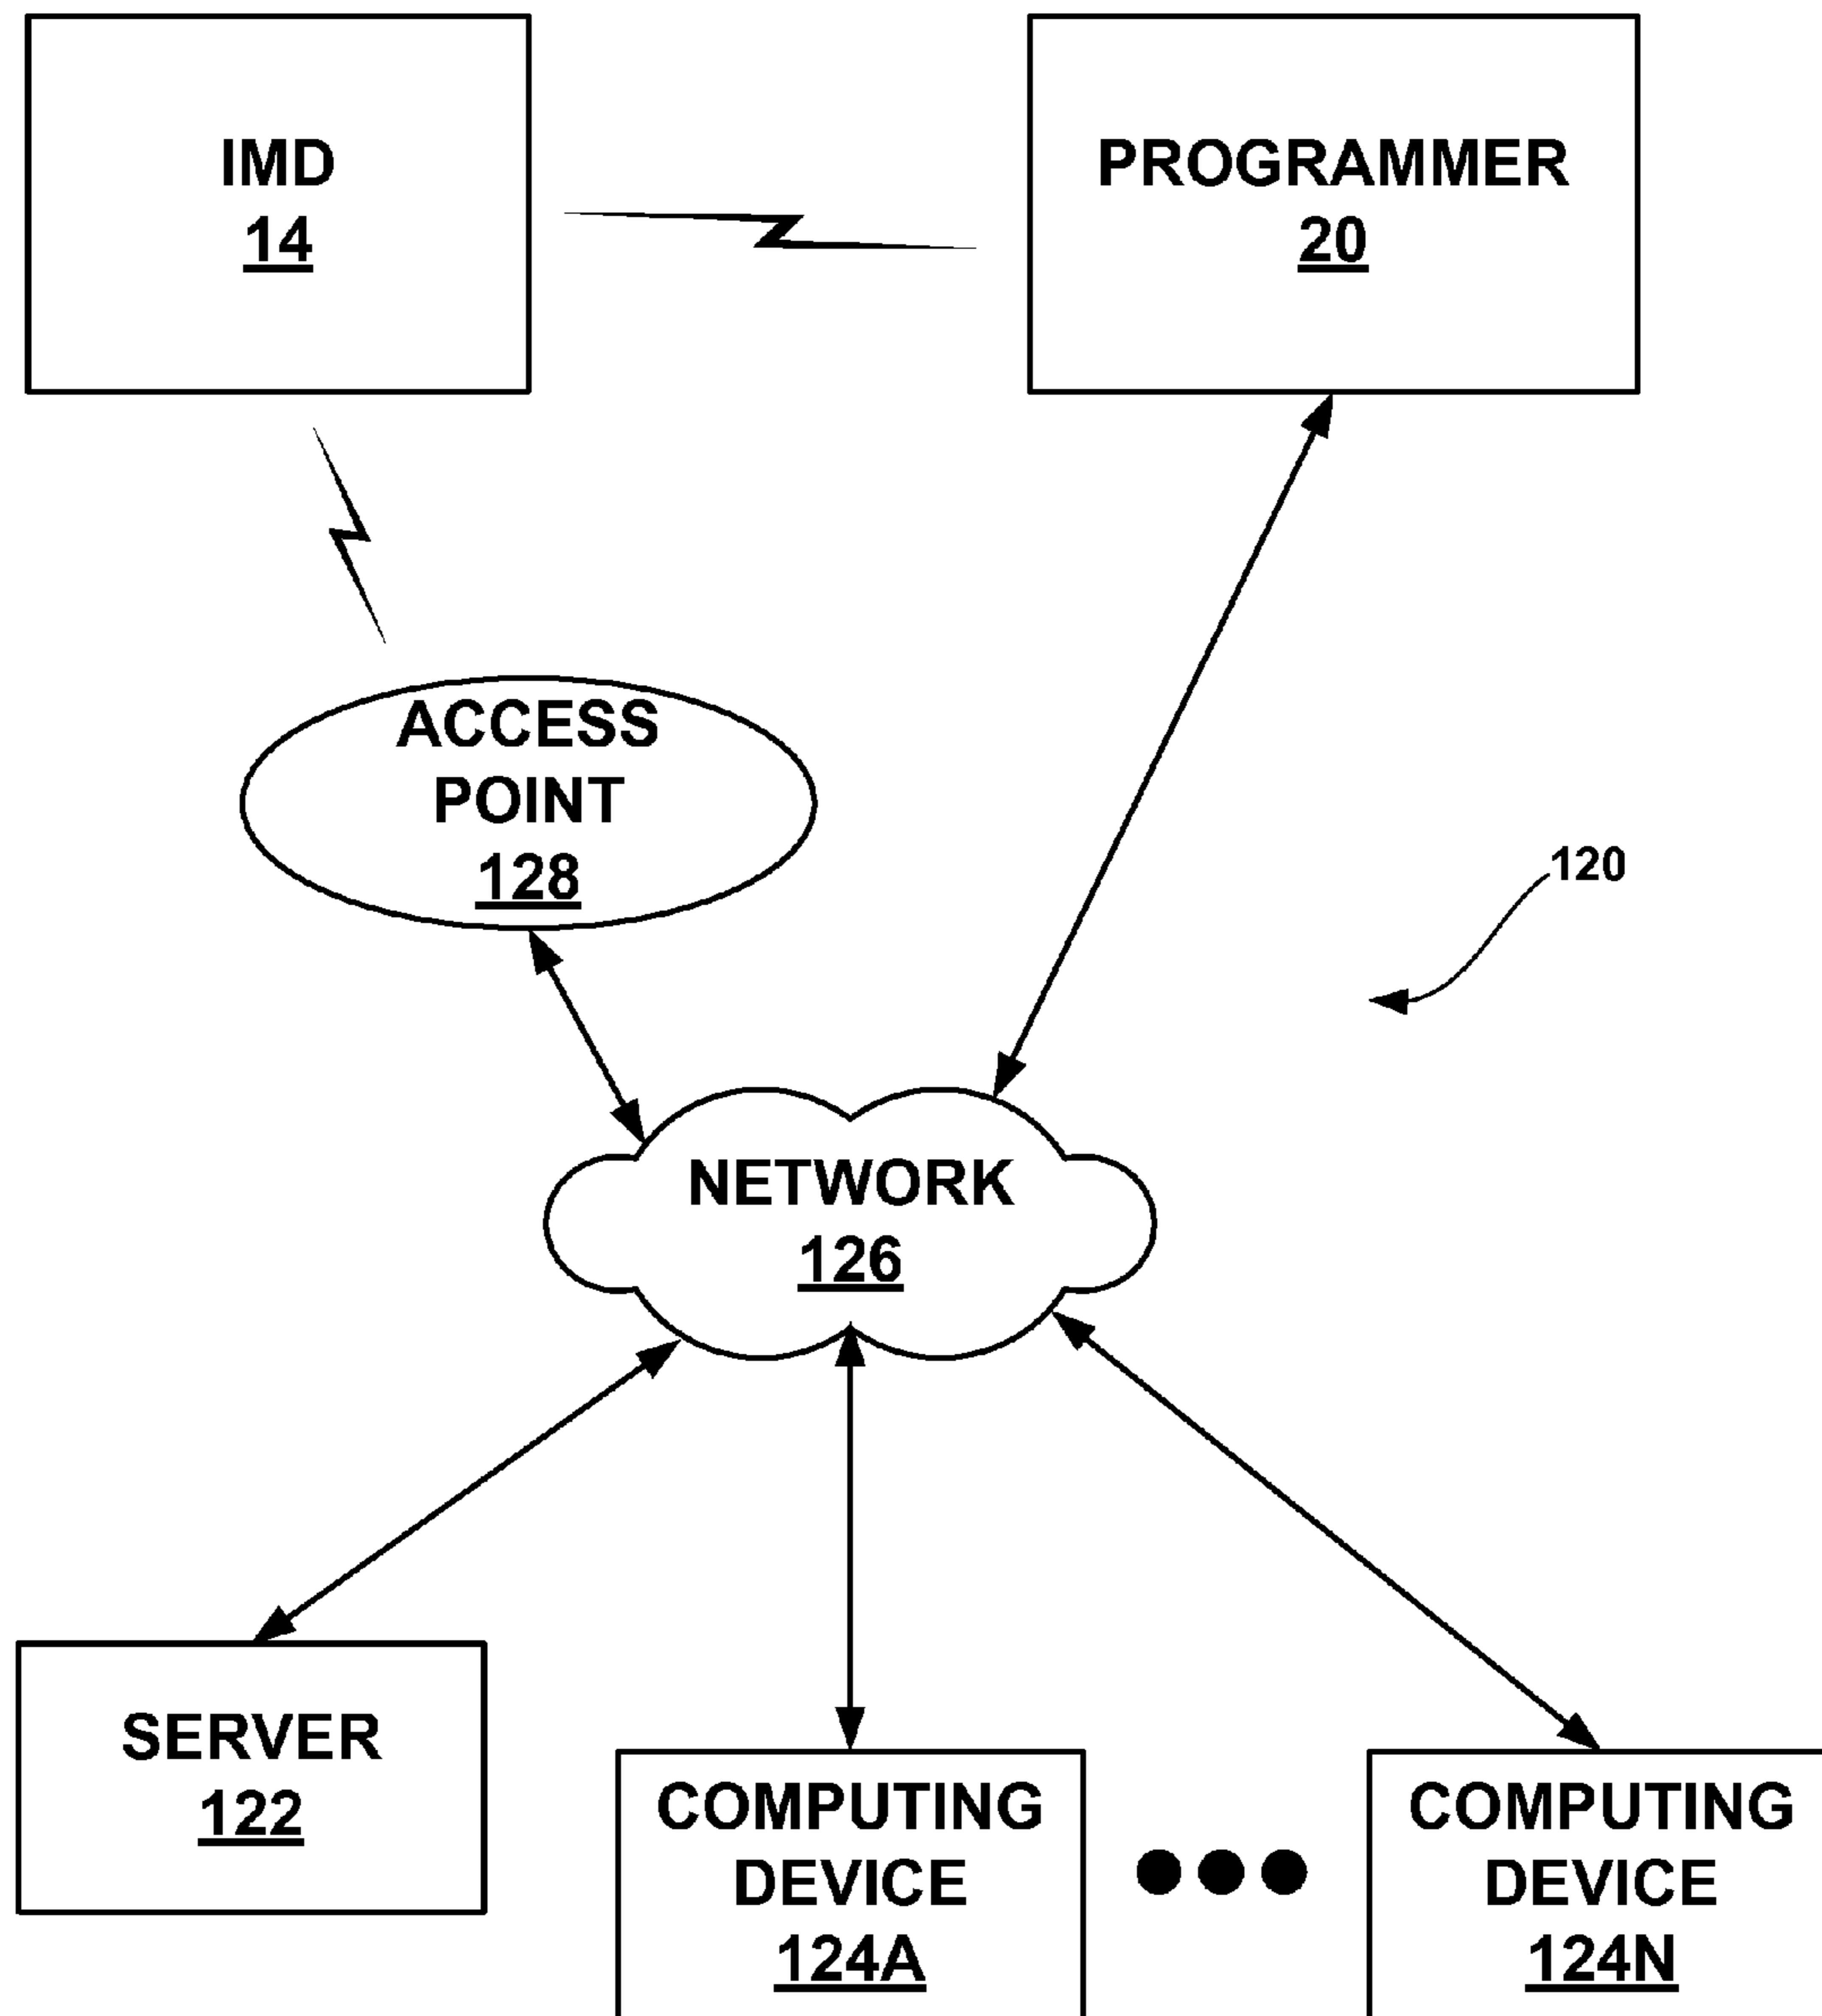 IMD
14
PROGRAMMER
20
ACCESS
POINT
128
120
NETWORK
126
SERVER
122
COMPUTING
DEVICE
124A
COMPUTING
DEVICE
124N